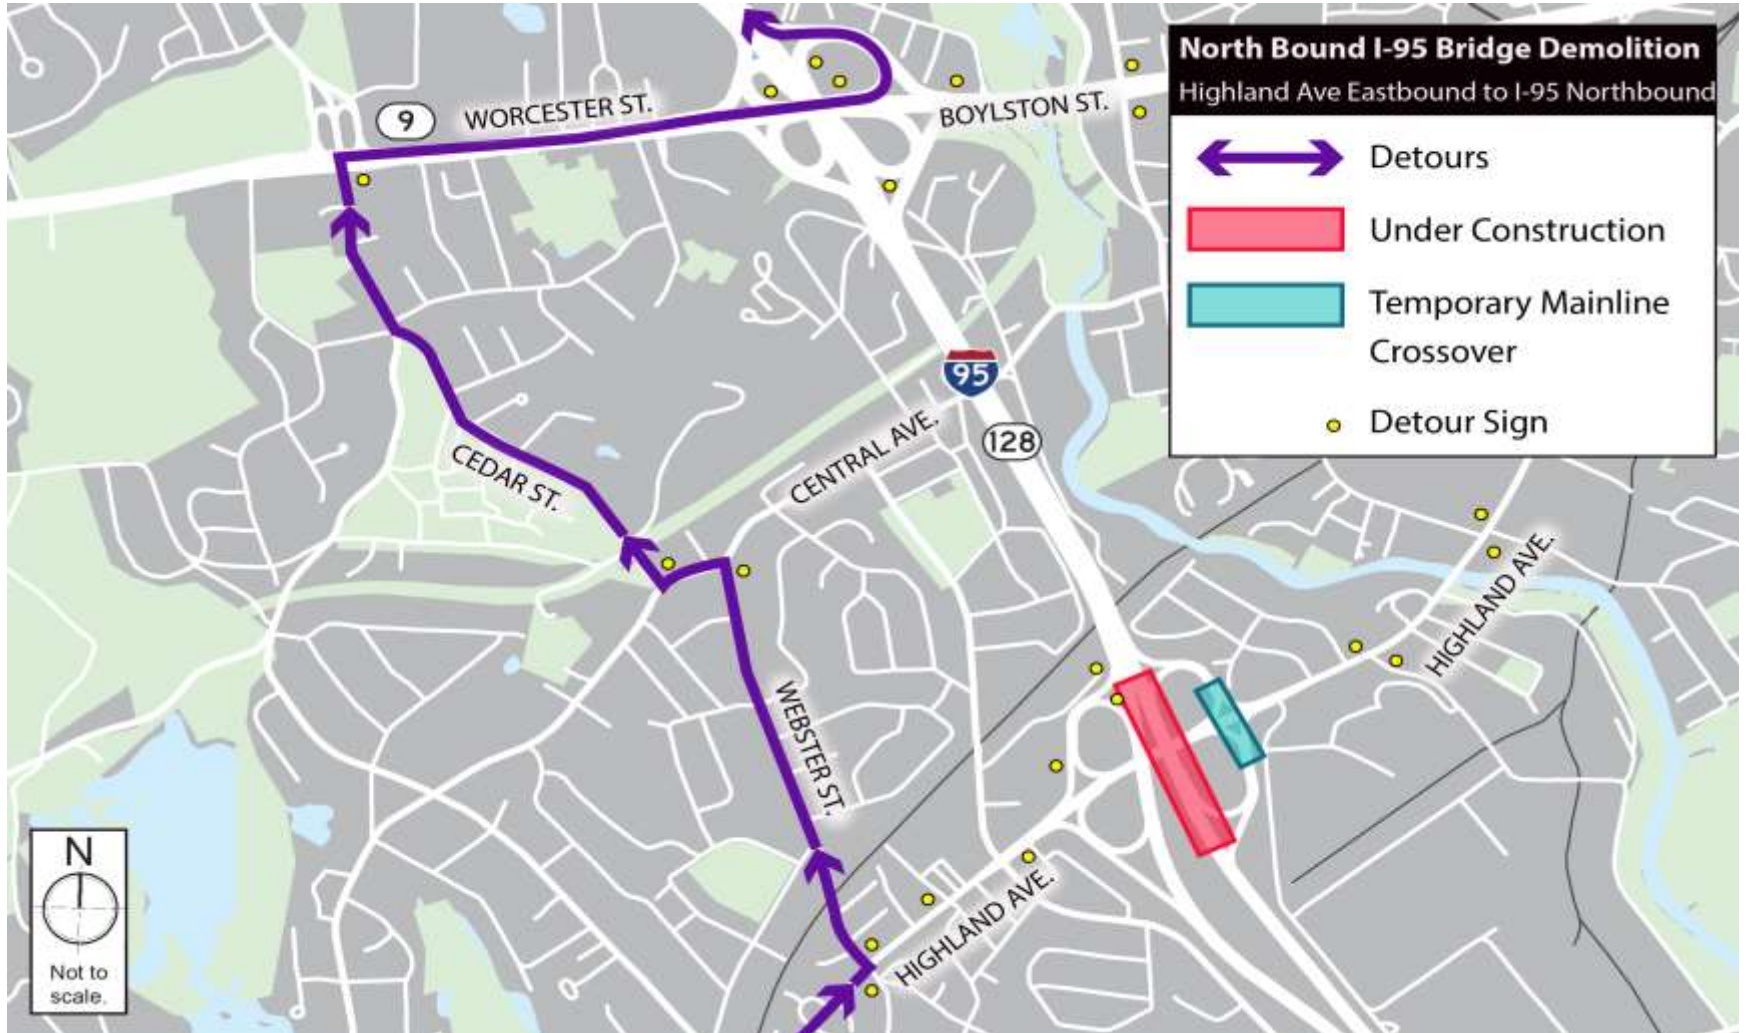 North Bound I-95 Bridge Demolition
Highland Ave Eastbound to I-95 Northbound
Detours
Under Construction
Temporary Mainline
Crossover
Detour Sign
9
WORCESTER ST.
BOYLSTON ST.
95
128
CENTRAL AVE.
CEDAR ST.
HIGHLAND AVE.
WEBSTER ST.
HIGHLAND AVE.
N
Not to
scale.